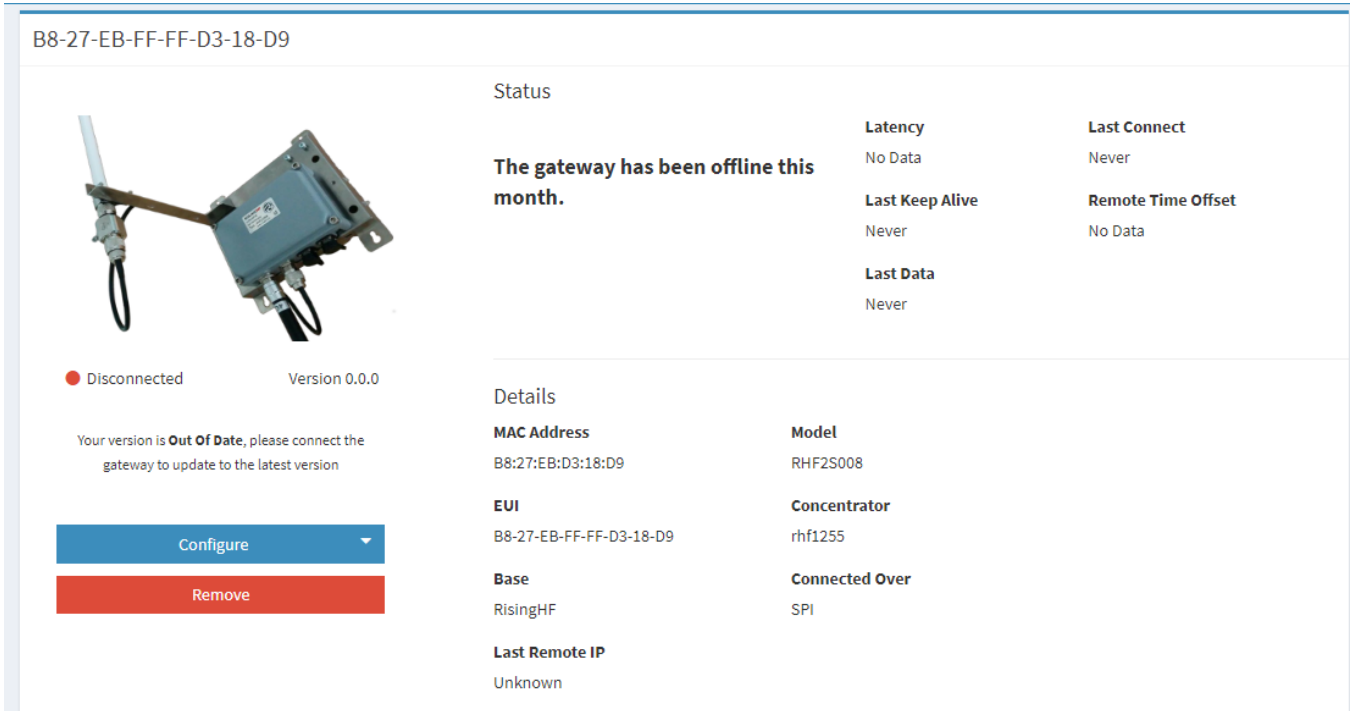 B8-27-EB-FF-FF-D3-18-D9
Status
The gateway has been offline this
month.
Latency
No Data
Last Connect
Never
Last Keep Alive
Never
Remote Time Offset
No Data
Last Data
Never
Disconnected
Version 0.0.0
Your version is Out Of Date, please connect the
gateway to update to the latest version
Configure
Remove
Details
MAC Address
B8:27:EB:D3:18:D9
Model
RHF2S008
EUI
B8-27-EB-FF-FF-D3-18-D9
Concentrator
rhf1255
Base
RisingHF
Connected Over
SPI
Last Remote IP
Unknown